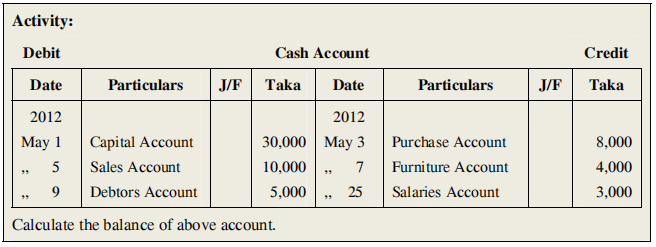 Activity:
Debit Cash Account Credit
Date Particulars J/F Taka Date Particulars J/F Taka
2012 2012
May 1 Capital Account 30,000 May 3 Purchase Account 8,000
,, 5 Sales Account 10,000 ,, 7 Furniture Account 4,000
,, 9 Debtors Account 5,000 ,, 25 Salaries Account 3,000
Calculate the balance of above account.